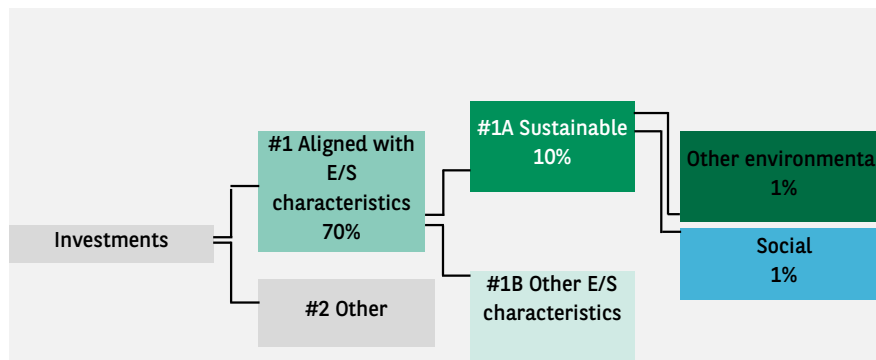 Investments
#1 Aligned with
E/S
characteristics
70%
#2 Other
#1A Sustainable
10%
#1B Other E/S
characteristics
Other environmenta
1%
Social
1%